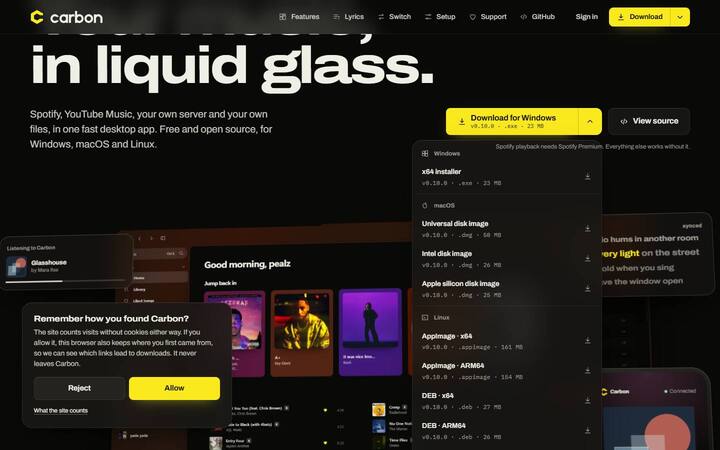 carbon
Features
Lyrics
Switch
Setup
Support
GitHub
Sign in
Download
in liquid glass.
Spotify, YouTube Music, your own server and your own
files, in one fast desktop app. Free and open source, for
Windows, macOS and Linux.
Download for Windows
v0.10.0 · .exe · 23 MB
View source
Spotify playback needs Spotify Premium. Everything else works without it.
Windows
x64 installer
v0.10.0 · .exe · 23 MB
macOS
Universal disk image
v0.10.0 · .dmg · 50 MB
Intel disk image
v0.10.0 · .dmg · 26 MB
Apple silicon disk image
v0.10.0 · .dmg · 25 MB
Linux
AppImage · x64
v0.10.0 · .appimage · 161 MB
AppImage · ARM64
v0.10.0 · .appimage · 154 MB
DEB · x64
v0.10.0 · .deb · 27 MB
DEB · ARM64
v0.10.0 · .deb · 26 MB
Listening to Carbon
Glasshouse
by Mara Rae
Home
Library
Good morning, pealz
Jump back in
synced
hums in another room
very light on the street
old when you sing
the window open
Carbon
Connected
Remember how you found Carbon?
The site counts visits without cookies either way. If you
allow, this browser also keeps where you first came from,
so we can see which links lead to downloads. It never
leaves Carbon.
Reject
Allow
What the site counts